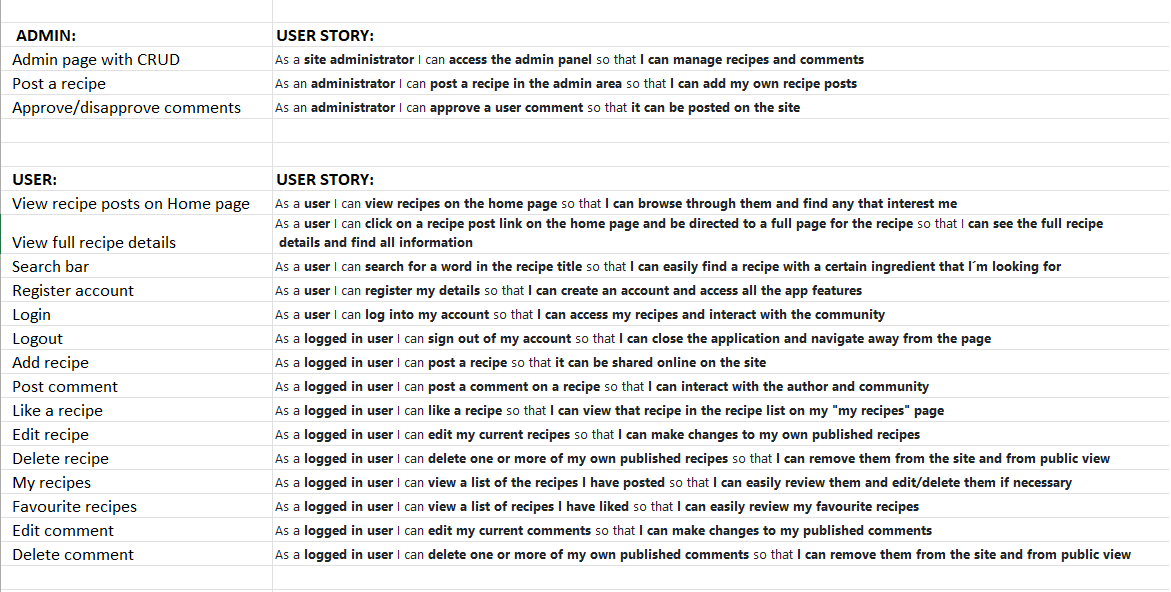 ADMIN: USER STORY:
Admin page with CRUD As a site administrator I can access the admin panel so that I can manage recipes and comments
Post a recipe As an administrator I can post a recipe in the admin area so that I can add my own recipe posts
Approve/disapprove comments As an administrator I can approve a user comment so that it can be posted on the site
USER: USER STORY:
View recipe posts on Home page As a user I can view recipes on the home page so that I can browse through them and find any that interest me
As a user I can click on a recipe post link on the home page and be directed to a full page for the recipe so that I can see the full recipe
View full recipe details details and find all information
Search bar As a user I can search for a word in the recipe title so that I can easily find a recipe with a certain ingredient that I´m looking for
Register account As a user I can register my details so that I can create an account and access all the app features
Login As a user I can log into my account so that I can access my recipes and interact with the community
Logout As a logged in user I can sign out of my account so that I can close the application and navigate away from the page
Add recipe As a logged in user I can post a recipe so that it can be shared online on the site
Post comment As a logged in user I can post a comment on a recipe so that I can interact with the author and community
Like a recipe As a logged in user I can like a recipe so that I can view that recipe in the recipe list on my "my recipes" page
Edit recipe As a logged in user I can edit my current recipes so that I can make changes to my own published recipes
Delete recipe As a logged in user I can delete one or more of my own published recipes so that I can remove them from the site and from public view
My recipes As a logged in user I can view a list of the recipes I have posted so that I can easily review them and edit/delete them if necessary
Favourite recipes As a logged in user I can view a list of recipes I have liked so that I can easily review my favourite recipes
Edit comment As a logged in user I can edit my current comments so that I can make changes to my published comments
Delete comment As a logged in user I can delete one or more of my own published comments so that I can remove them from the site and from public view